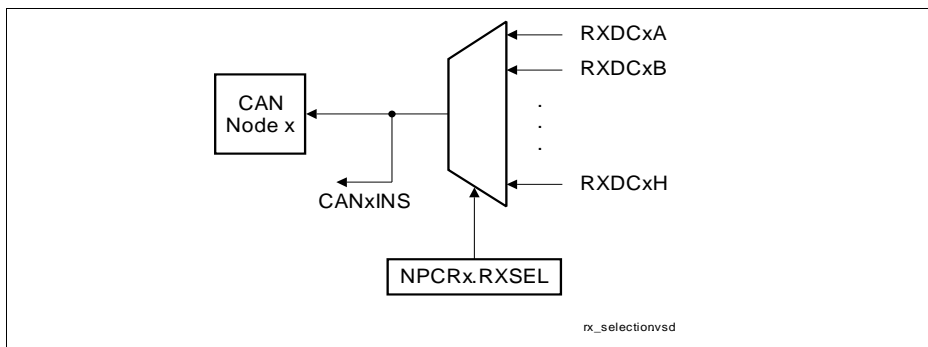 RXDCxA
RXDCxB
.
.
.
RXDCxH
CAN
Node x
CANxINS
NPCRx.RXSEL
rx_selectionvsd